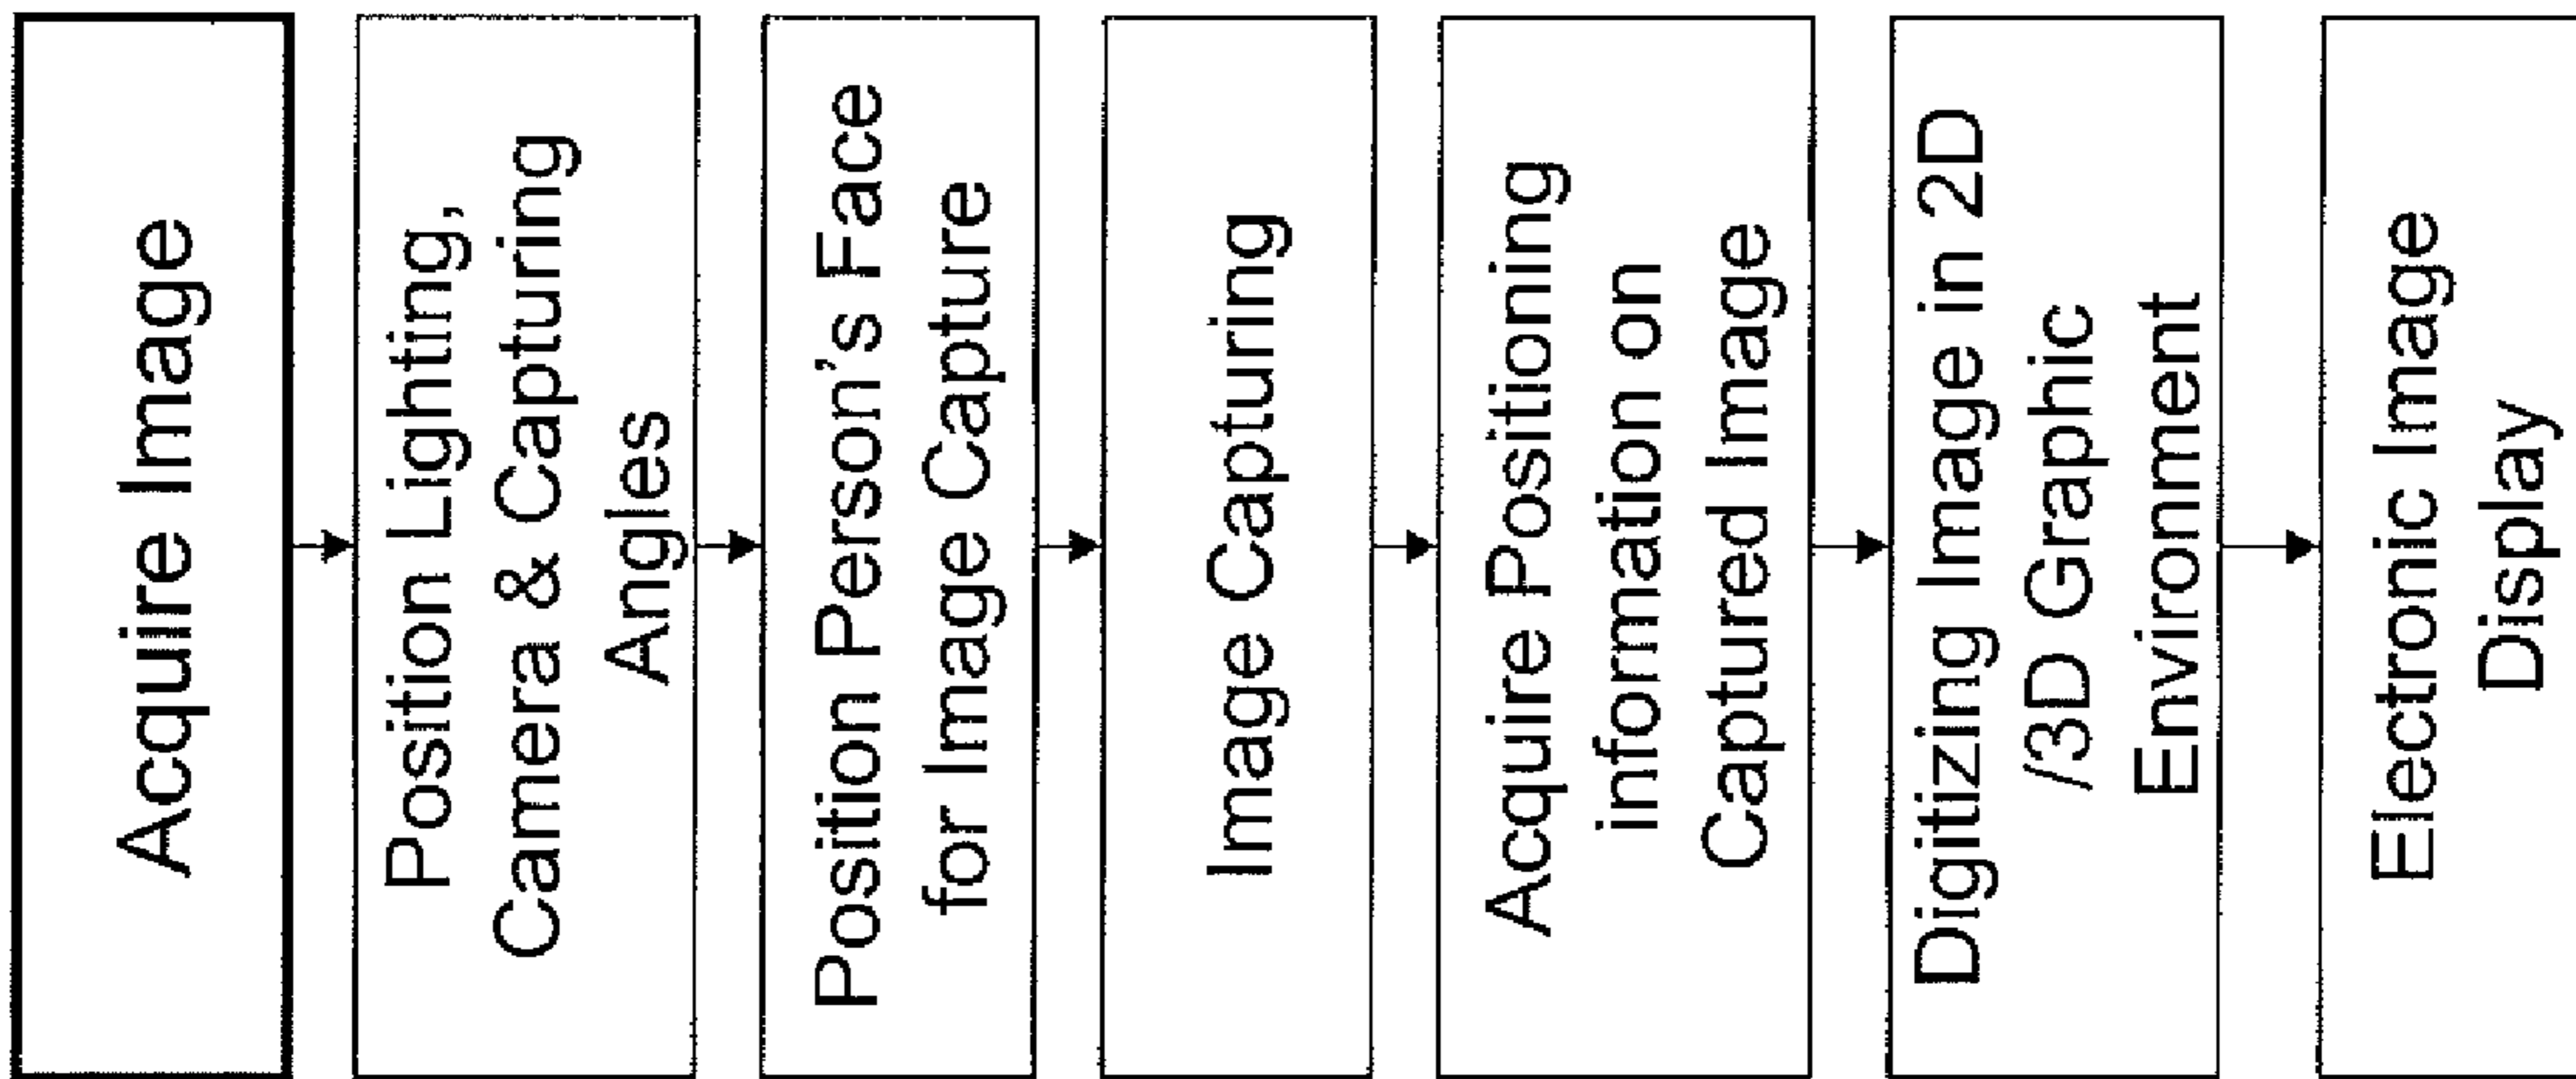 Acquire Image
Position Lighting,
Camera & Capturing
Angles
Position Person's Face
for Image Capture
Image Capturing
Acquire Positioning
information on
Captured Image
Digitizing Image in 2D
/3D Graphic
Environment
Electronic Image
Display